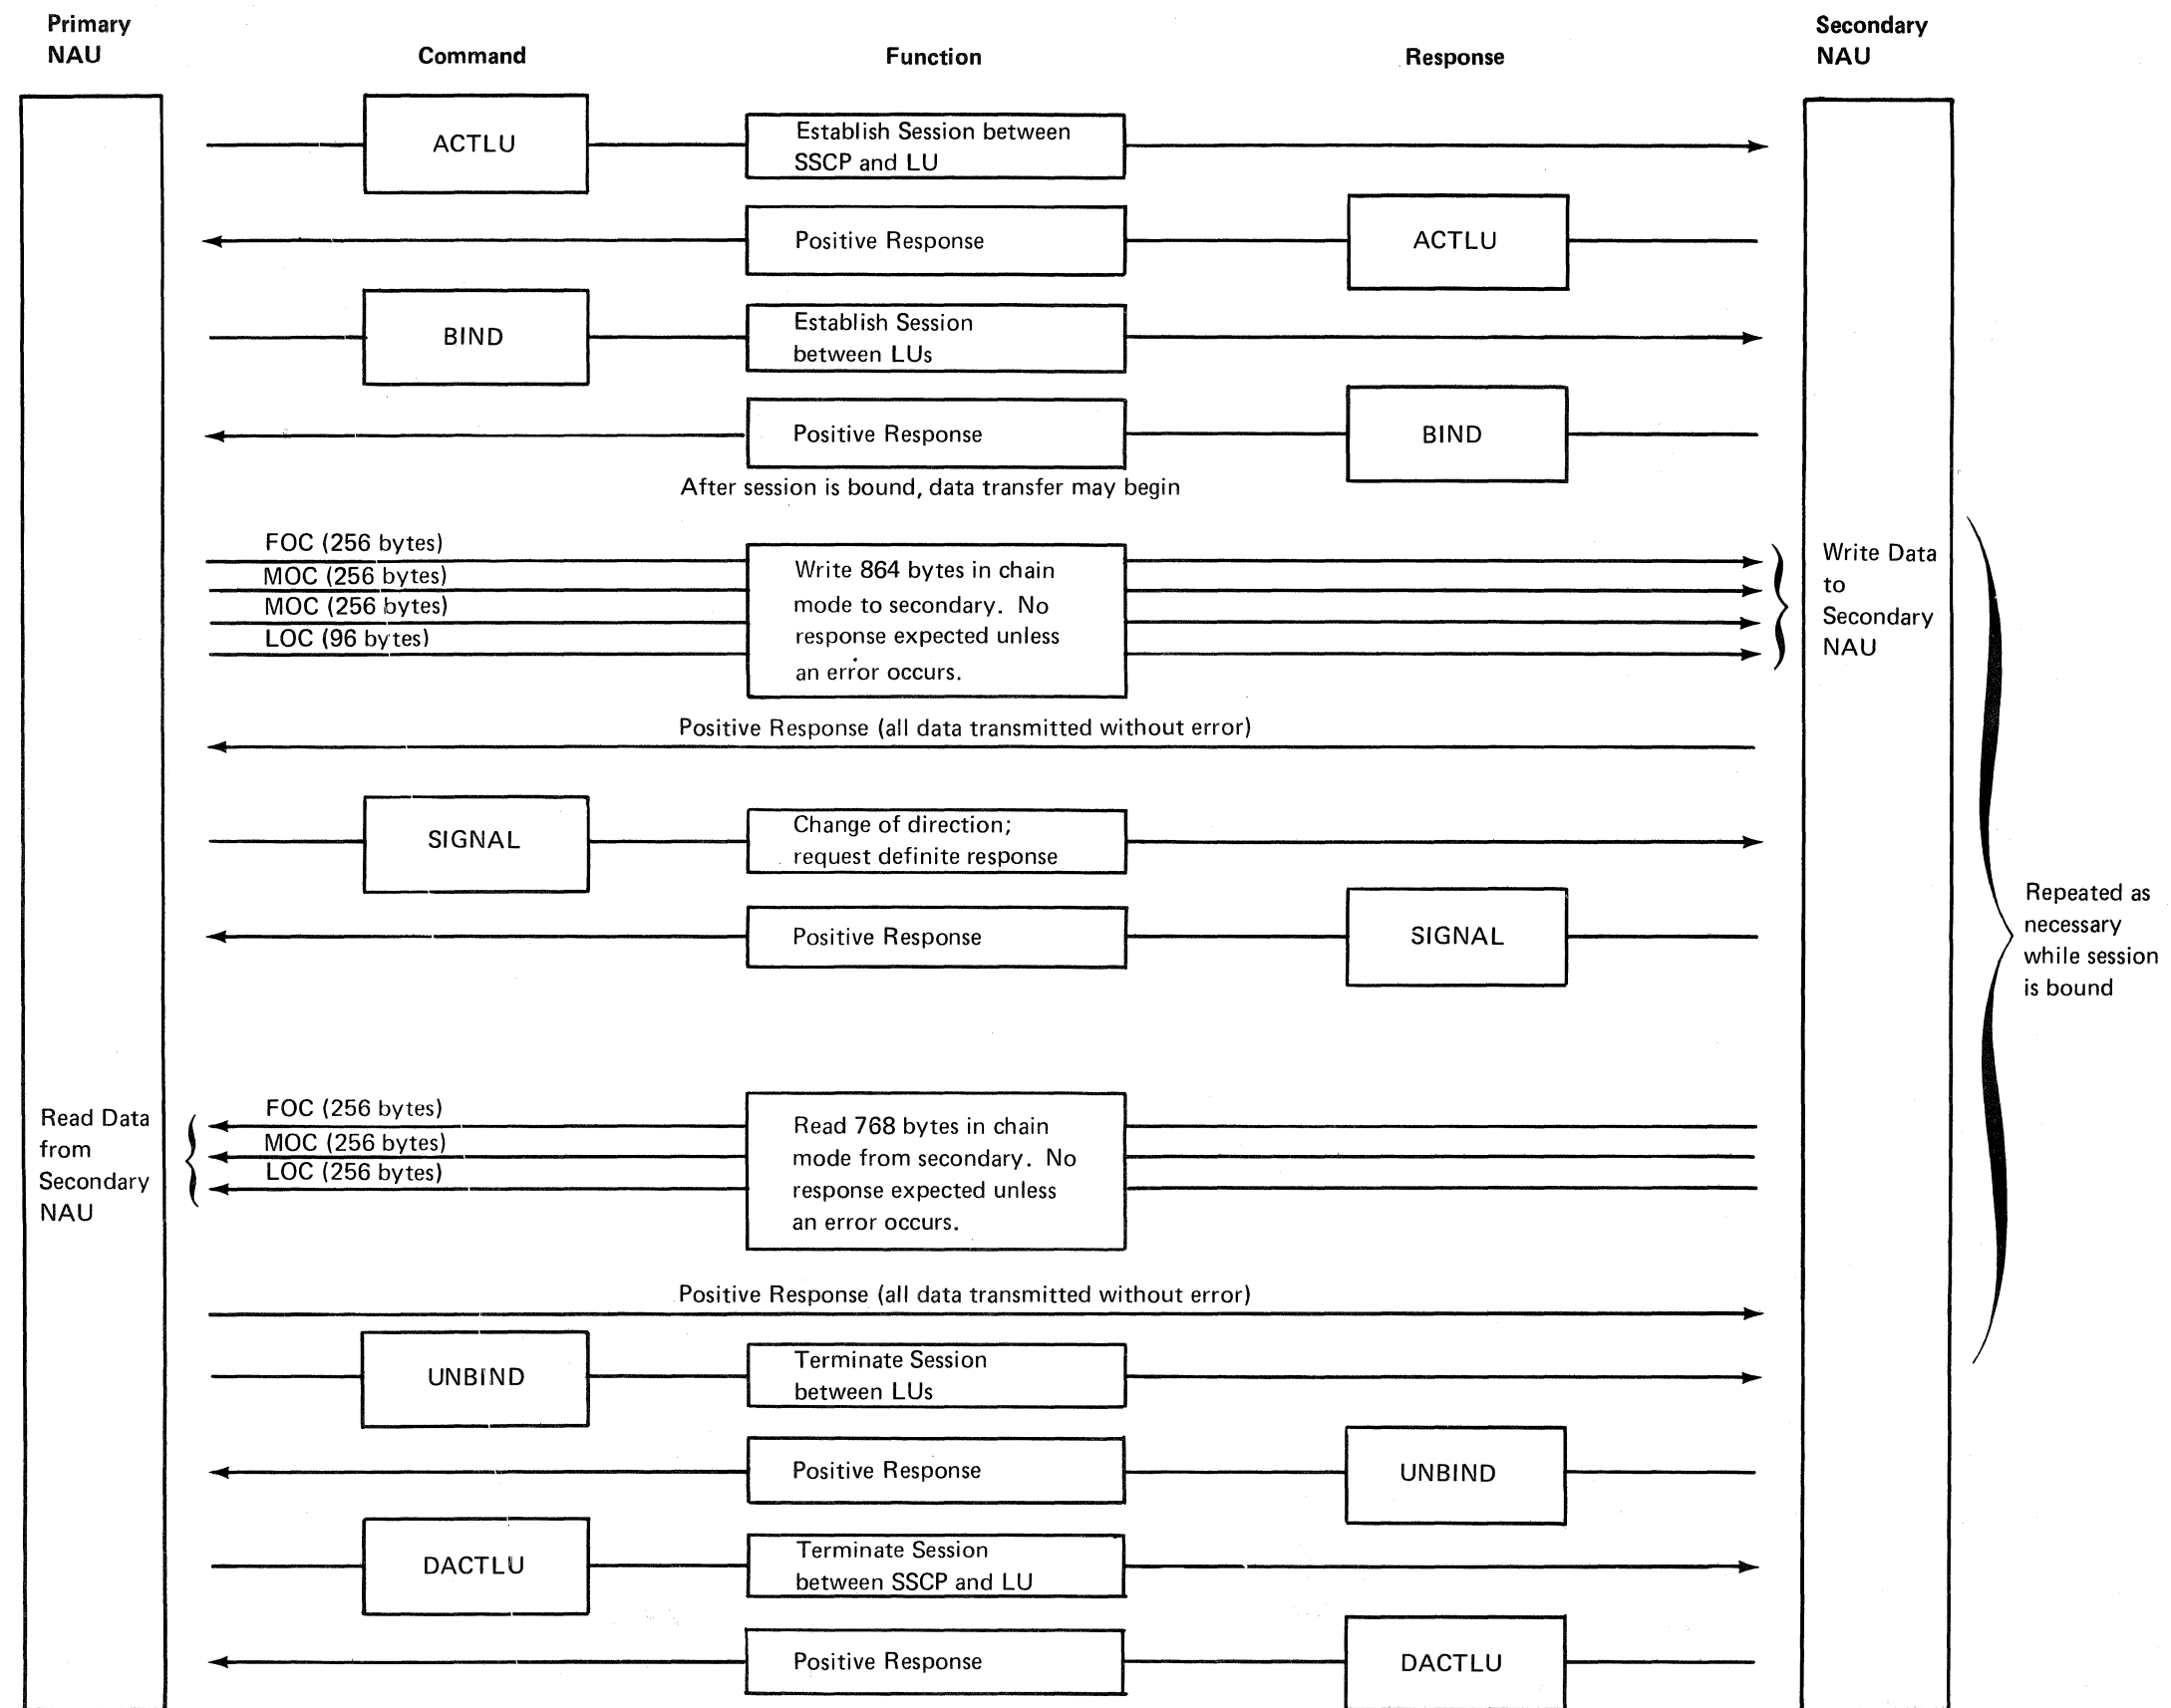 Primary
NAU
Command
Function
Response
Secondary
NAU
ACTLU
Establish Session between
SSCP and LU
Positive Response
ACTLU
BIND
Establish Session
between LUs
Positive Response
BIND
After session is bound, data transfer may begin
FOC (256 bytes)
MOC (256 bytes)
MOC (256 bytes)
LOC (96 bytes)
Write 864 bytes in chain
mode to secondary. No
response expected unless
an error occurs.
Write Data
to
Secondary
NAU
Positive Response (all data transmitted without error)
SIGNAL
Change of direction;
request definite response
Positive Response
SIGNAL
Repeated as
necessary
while session
is bound
Read Data
from
Secondary
NAU
FOC (256 bytes)
MOC (256 bytes)
LOC (256 bytes)
Read 768 bytes in chain
mode from secondary. No
response expected unless
an error occurs.
Positive Response (all data transmitted without error)
UNBIND
Terminate Session
between LUs
Positive Response
UNBIND
DACTLU
Terminate Session
between SSCP and LU
Positive Response
DACTLU